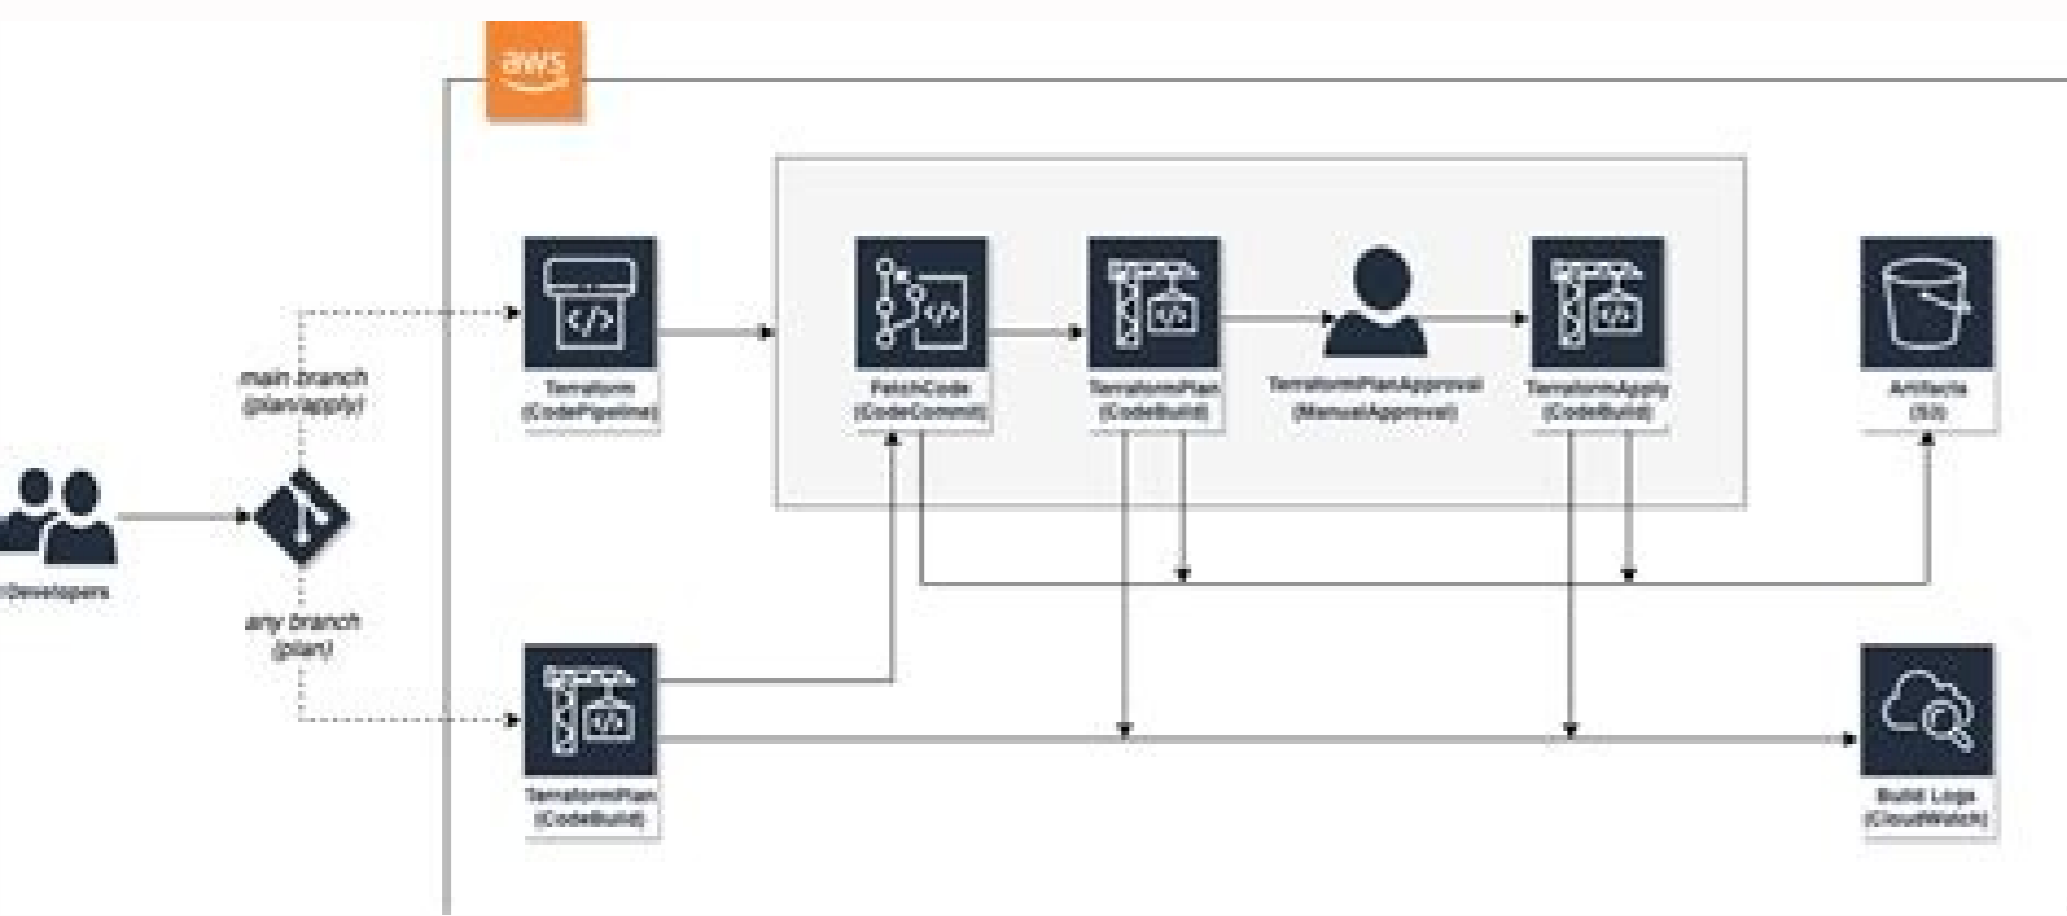 aws
Terraform
(CodePipeline)
FetchCode
(CodeCommit)
TerraformPlan
(CodeBuild)
TerraformPlanApproval
(ManualApproval)
TerraformApply
(CodeBuild)
Artifacts
(S3)
main branch
(plan/apply)
Developers
any branch
(plan)
TerraformPlan
(CodeBuild)
Build Logs
(CloudWatch)